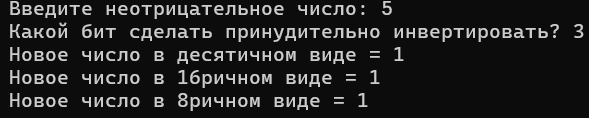 Введите неотрицательное число: 5
Какой бит сделать принудительно инвертировать? 3
Новое число в десятичном виде = 1
Новое число в 16ричном виде = 1
Новое число в 8ричном виде = 1